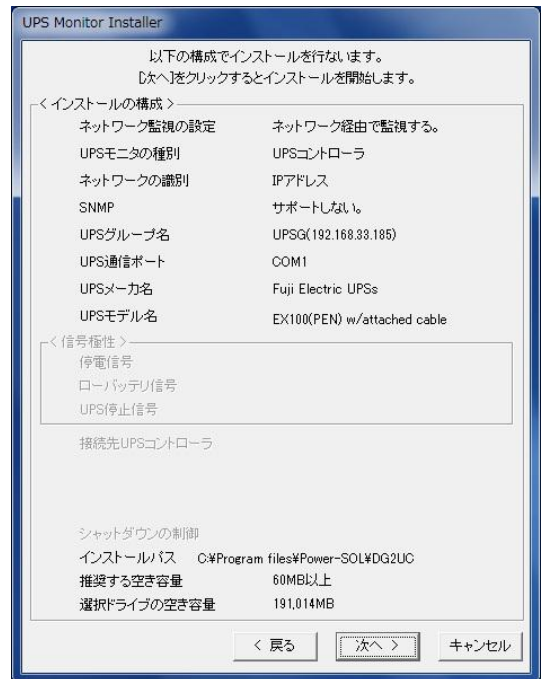 UPS Monitor Installer
以下の構成でインストールを行ないます。
[次へ]をクリックするとインストールを開始します。
< インストールの構成 >
ネットワーク監視の設定 ネットワーク経由で監視する。
UPSモニタの種別 UPSコントローラ
ネットワークの識別 IPアドレス
SNMP サポートしない。
UPSグループ名 UPSG(192.168.33.185)
UPS通信ポート COM1
UPSメーカ名 Fuji Electric UPSs
UPSモデル名 EX100(PEN) w/attached cable
< 信号極性 >
停電信号
ローバッテリ信号
UPS停止信号
接続先UPSコントローラ
シャットダウンの制御
インストールパス C:¥Program files¥Power-SOL¥DG2UC
推奨する空き容量 60MB以上
選択ドライブの空き容量 191,014MB
< 戻る 次へ > キャンセル